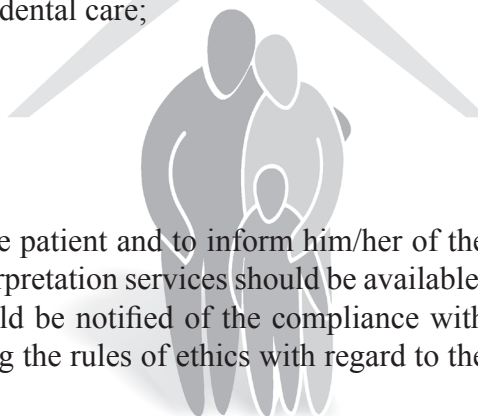 dental care;
e patient and to inform him/her of the
rpretation services should be available
ld be notified of the compliance with
g the rules of ethics with regard to the